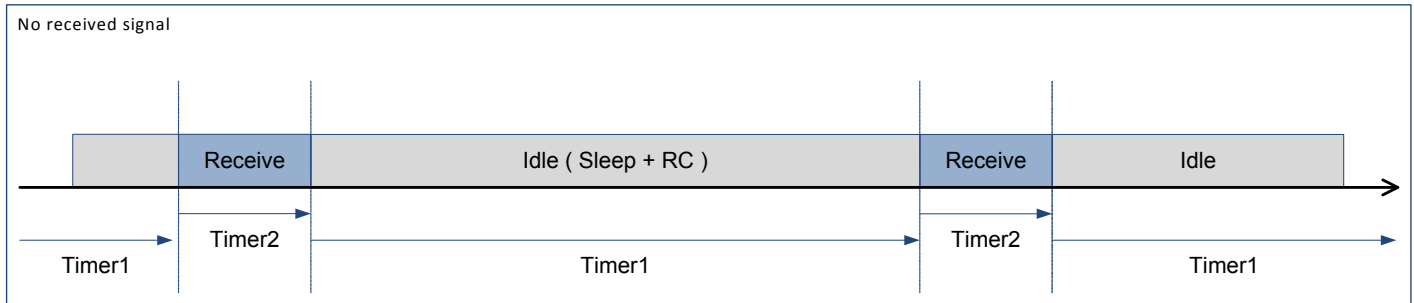 No received signal
Receive
Idle ( Sleep + RC )
Receive
Idle
Timer2
Timer2
Timer1
Timer1
Timer1